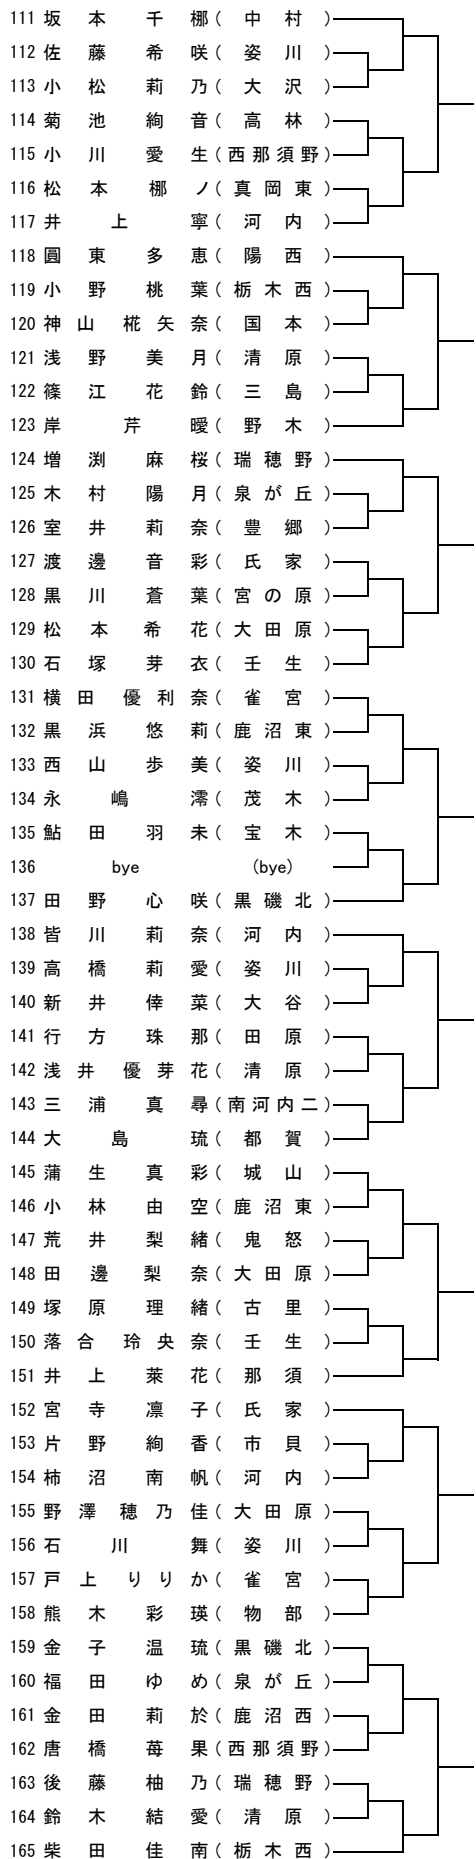 111 坂本千梛(中村)
112 佐藤希咲(姿川)
113 小松莉乃(大沢)
114 菊池絢音(高林)
115 小川愛生(西那須野)
116 松本梛ノ(真岡東)
117 井上寧(河内)
118 圓東多恵(陽西)
119 小野桃葉(栃木西)
120 神山椛矢奈(国本)
121 浅野美月(清原)
122 篠江花鈴(三島)
123 岸芹曖(野木)
124 増渕麻桜(瑞穂野)
125 木村陽月(泉が丘)
126 室井莉奈(豊郷)
127 渡邊音彩(氏家)
128 黒川蒼葉(宮の原)
129 松本希花(大田原)
130 石塚芽衣(壬生)
131 横田優利奈(雀宮)
132 黒浜悠莉(鹿沼東)
133 西山歩美(姿川)
134 永嶋澪(茂木)
135 鮎田羽未(宝木)
136 bye (bye)
137 田野心咲(黒磯北)
138 皆川莉奈(河内)
139 高橋莉愛(姿川)
140 新井倖菜(大谷)
141 行方珠那(田原)
142 浅井優芽花(清原)
143 三浦真尋(南河内二)
144 大島琉(都賀)
145 蒲生真彩(城山)
146 小林由空(鹿沼東)
147 荒井梨緒(鬼怒)
148 田邊梨奈(大田原)
149 塚原理緒(古里)
150 落合玲央奈(壬生)
151 井上萊花(那須)
152 宮寺凛子(氏家)
153 片野絢香(市貝)
154 柿沼南帆(河内)
155 野澤穂乃佳(大田原)
156 石川舞(姿川)
157 戸上りりか(雀宮)
158 熊木彩瑛(物部)
159 金子温琉(黒磯北)
160 福田ゆめ(泉が丘)
161 金田莉於(鹿沼西)
162 唐橋苺果(西那須野)
163 後藤柚乃(瑞穂野)
164 鈴木結愛(清原)
165 柴田佳南(栃木西)